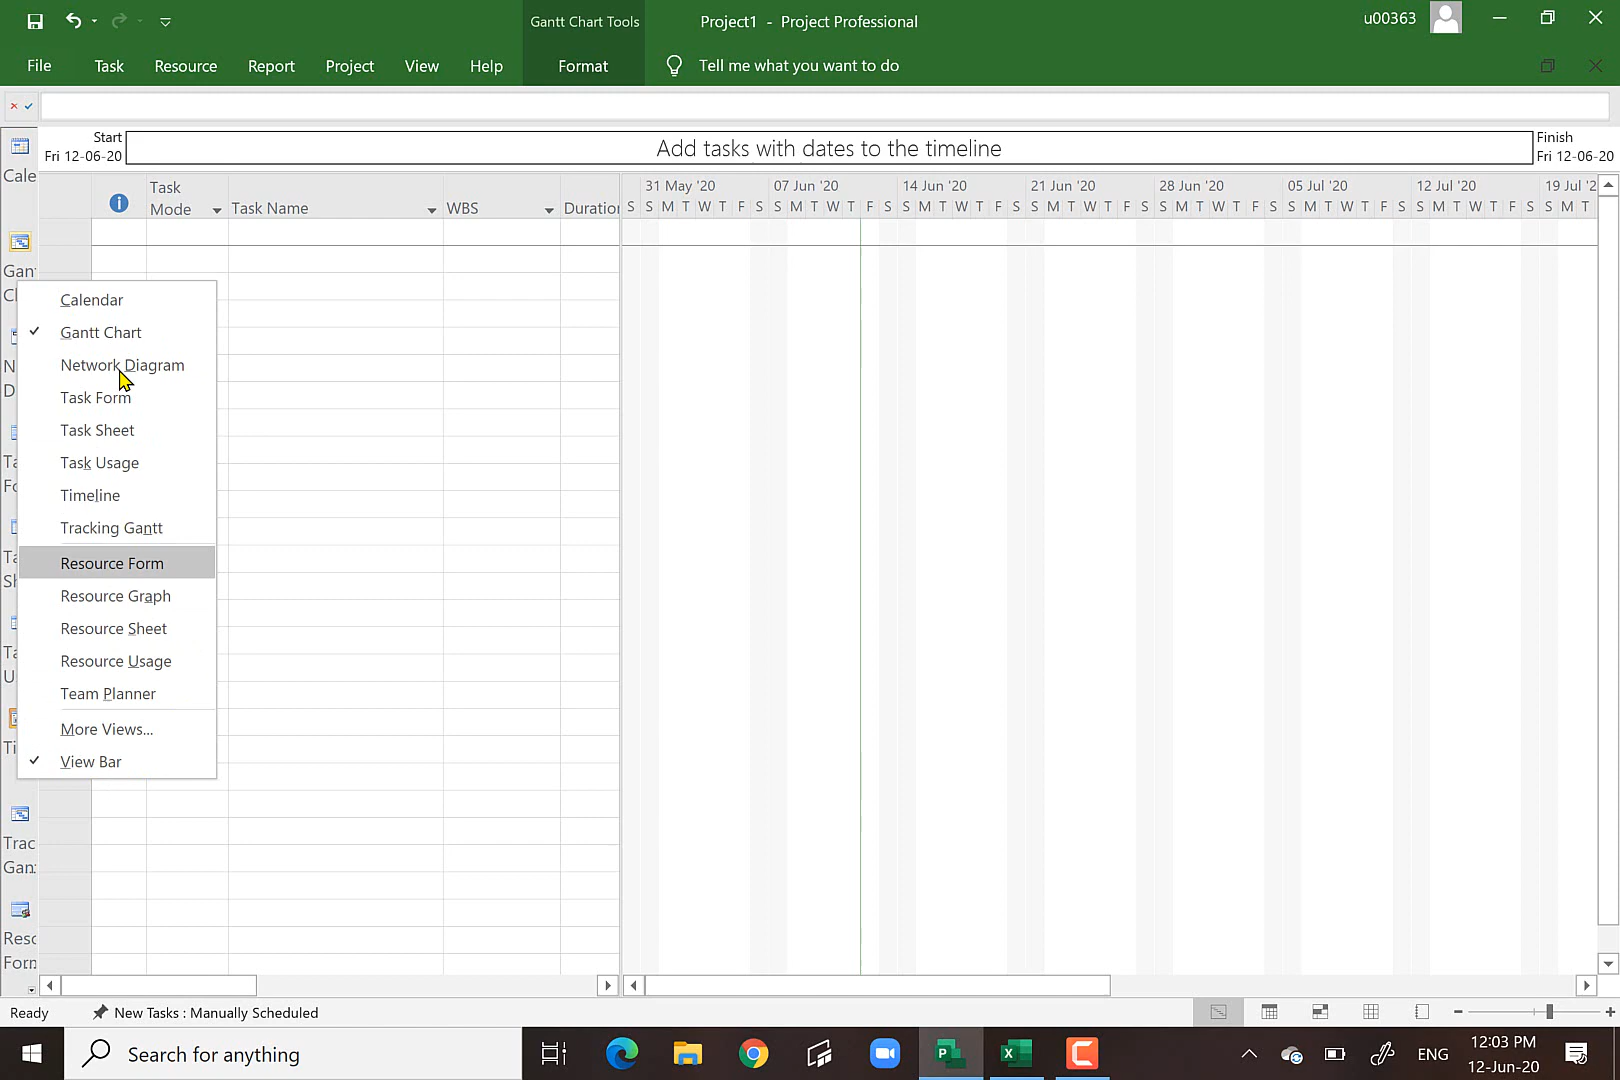 Gantt Chart Tools
Project1 - Project Professional
u00363
File Task Resource Report Project View Help Format Tell me what you want to do
Start
Fri 12-06-20
Add tasks with dates to the timeline
Finish
Fri 12-06-20
Cale
Task Mode
Task Name
WBS
Duration
31 May '20 07 Jun '20 14 Jun '20 21 Jun '20 28 Jun '20 05 Jul '20 12 Jul '20 19 Jul '2
S S M T W T F S S M T W T F S S M T W T F S S M T W T F S S M T W T F S S M T W T F S S M T W T F S S M T
Gan
Calendar
Gantt Chart
Network Diagram
Task Form
Task Sheet
Task Usage
Timeline
Tracking Gantt
Resource Form
Resource Graph
Resource Sheet
Resource Usage
Team Planner
More Views...
View Bar
Trac
Gan
Reso
Forn
Ready
New Tasks : Manually Scheduled
Search for anything
ENG
12:03 PM
12-Jun-20